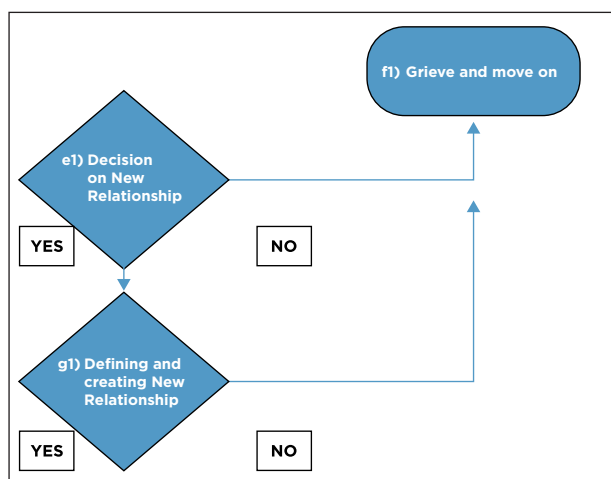 f1) Grieve and move on
e1) Decision
on New
Relationship
YES
NO
g1) Defining and
creating New
Relationship
YES
NO